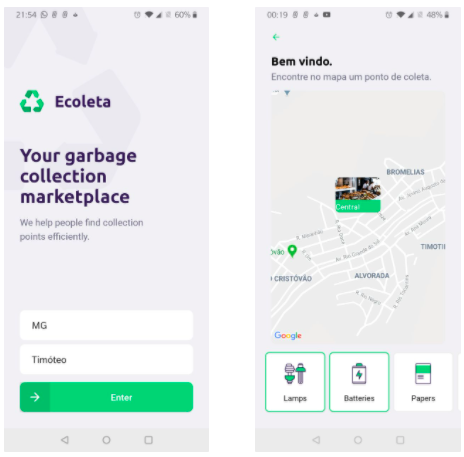 21:54
60%
Ecoleta
Your garbage
collection
marketplace
We help people find collection
points efficiently.
MG
Timóteo
Enter
00:19
48%
Bem vindo.
Encontre no mapa um ponto de coleta.
BROMELIAS
Central
TIMOTI
CRISTÓVÃO
ALVORADA
Google
Lamps
Batteries
Papers